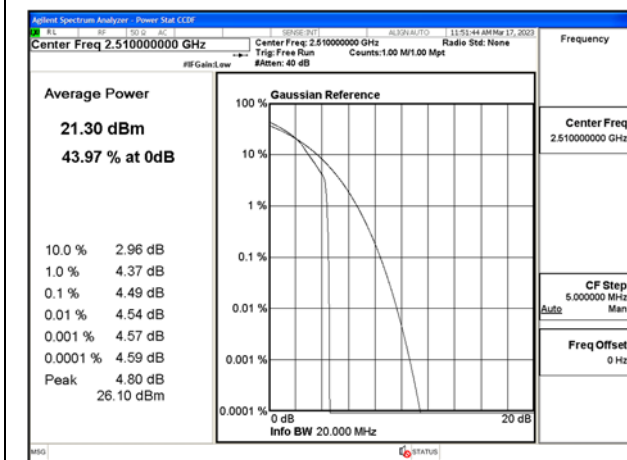 Agilent Spectrum Analyzer - Power Stat CCDF
RL RF 50 Ω AC SENSE:INT ALIGN AUTO 11:51:44 AM Mar 17, 2023
Center Freq 2.510000000 GHz
Center Freq: 2.510000000 GHz Radio Std: None
Trig: Free Run Counts:1.00 M/1.00 Mpt
#IFGain:Low #Atten: 40 dB
Frequency
Average Power
21.30 dBm
43.97 % at 0dB
10.0 % 2.96 dB
1.0 % 4.37 dB
0.1 % 4.49 dB
0.01 % 4.54 dB
0.001 % 4.57 dB
0.0001 % 4.59 dB
Peak 4.80 dB
26.10 dBm
Gaussian Reference
100 %
10 %
1 %
0.1 %
0.01 %
0.001 %
0.0001 %
0 dB 20 dB
Info BW 20.000 MHz
Center Freq
2.510000000 GHz
CF Step
5.000000 MHz
Auto Man
Freq Offset
0 Hz
MSG STATUS